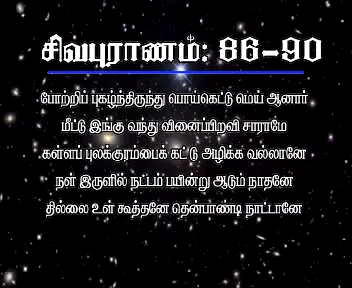 சிவபுராணம்: 86-90
போற்றிப் புகழ்ந்திருந்து பொய்கெட்டு மெய் ஆனார்
மீட்டு இங்கு வந்து வினைப்பிறவி சாராமே
கள்ளப் புலக்குரம்பைக் கட்டு அழிக்க வல்லானே
நள் இருளில் நட்டம் பயின்று ஆடும் நாதனே
தில்லை உள் கூத்தனே தென்பாண்டி நாட்டானே